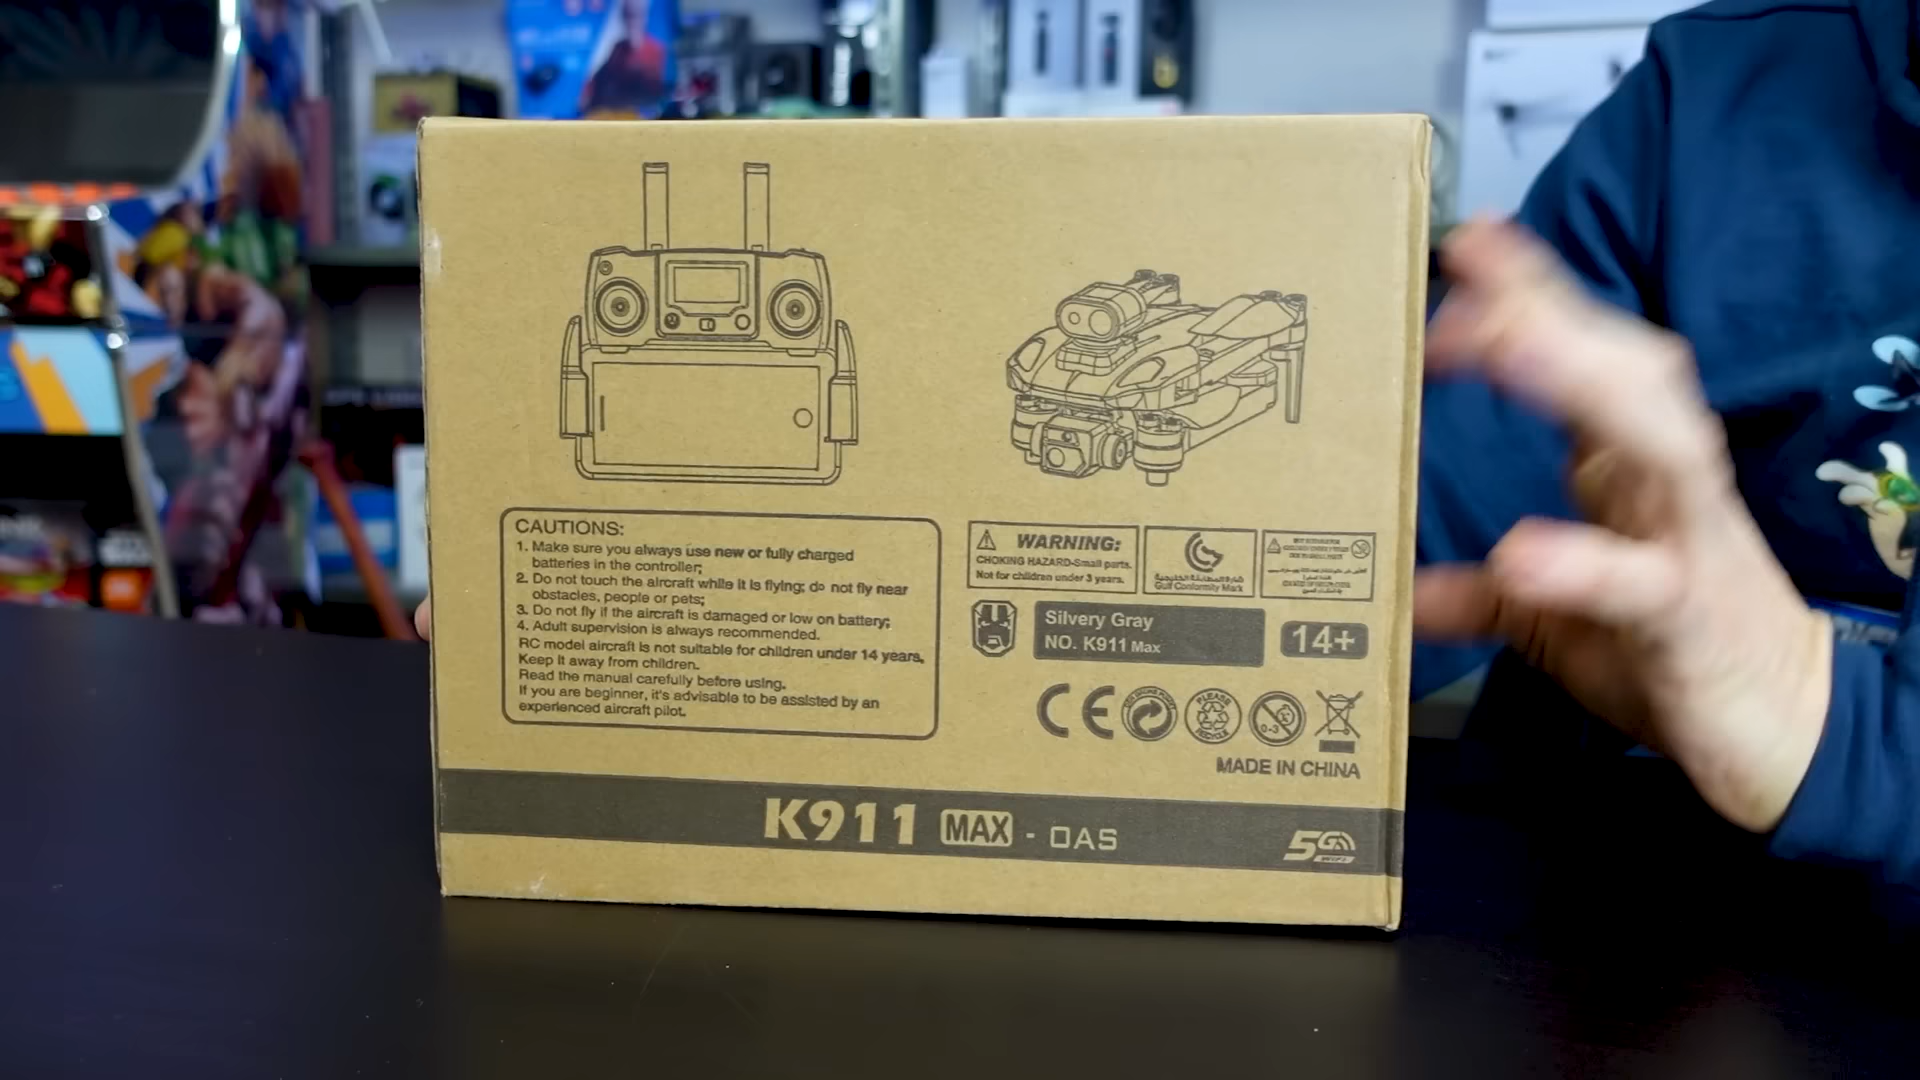 CAUTIONS:
1. Make sure you always use new or fully charged
batteries in the controller;
2. Do not touch the aircraft while it is flying; do not fly near
obstacles, people or pets;
3. Do not fly if the aircraft is damaged or low on battery;
4. Adult supervision is always recommended.
RC model aircraft is not suitable for children under 14 years,
Keep it away from children.
Read the manual carefully before using.
If you are beginner, it's advisable to be assisted by an
experienced aircraft pilot.
WARNING:
CHOKING HAZARD-Small parts.
Not for children under 3 years.
Gulf Conformity Mark
Silvery Gray
NO. K911 Max
14+
CE
PLEASE
RECYCLE
0-3
MADE IN CHINA
K911 MAX - OAS
5G
WIFI